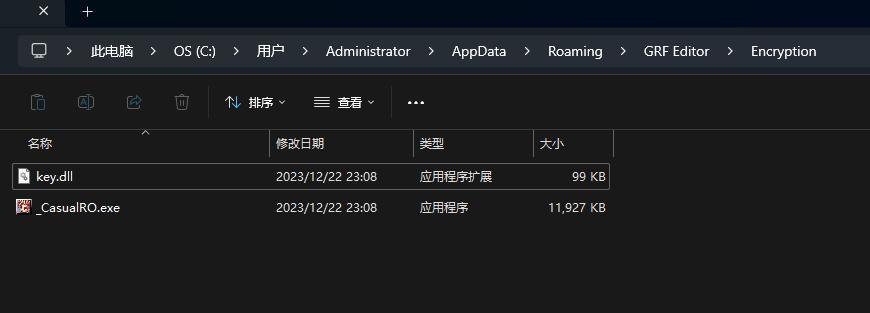 此电脑 OS (C:) 用户 Administrator AppData Roaming GRF Editor Encryption
排序 查看
名称 修改日期 类型 大小
key.dll 2023/12/22 23:08 应用程序扩展 99 KB
_CasualRO.exe 2023/12/22 23:08 应用程序 11,927 KB